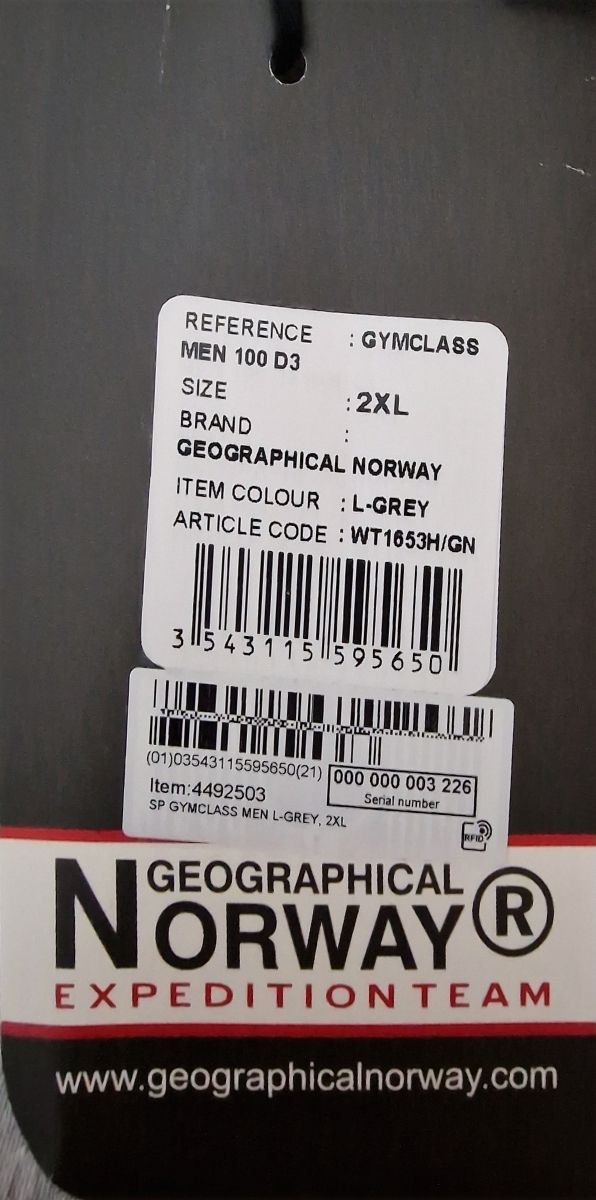 REFERENCE : GYMCLASS
MEN 100 D3
SIZE : 2XL
BRAND :
GEOGRAPHICAL NORWAY
ITEM COLOUR : L-GREY
ARTICLE CODE : WT1653H/GN
3 543115 595650
(01)03543115595650(21)
000 000 003 226
Serial number
Item:4492503
SP GYMCLASS MEN L-GREY, 2XL
RFID
GEOGRAPHICAL
NORWAY ®
EXPEDITION TEAM
www.geographicalnorway.com